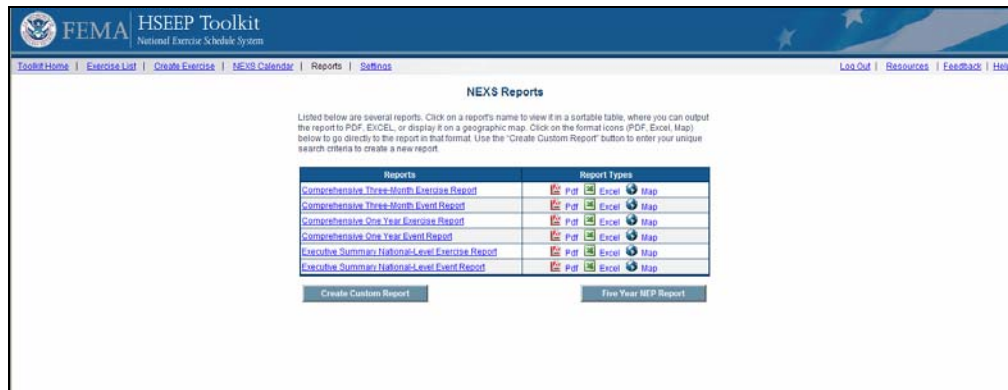 FEMA
HSEEP Toolkit
National Exercise Schedule System
Toolkit Home | Exercise List | Create Exercise | NEXS Calendar | Reports | Settings
Log Out | Resources | Feedback | Help
NEXS Reports
Listed below are several reports. Click on a report's name to view it in a sortable table, where you can output
the report to PDF, EXCEL, or display it on a geographic map. Click on the format icons (PDF, Excel, Map)
below to go directly to the report in that format. Use the "Create Custom Report" button to enter your unique
search criteria to create a new report.
Reports Report Types
Comprehensive Three-Month Exercise Report Pdf Excel Map
Comprehensive Three-Month Event Report Pdf Excel Map
Comprehensive One Year Exercise Report Pdf Excel Map
Comprehensive One Year Event Report Pdf Excel Map
Executive Summary National-Level Exercise Report Pdf Excel Map
Executive Summary National-Level Event Report Pdf Excel Map
Create Custom Report Five Year NEP Report